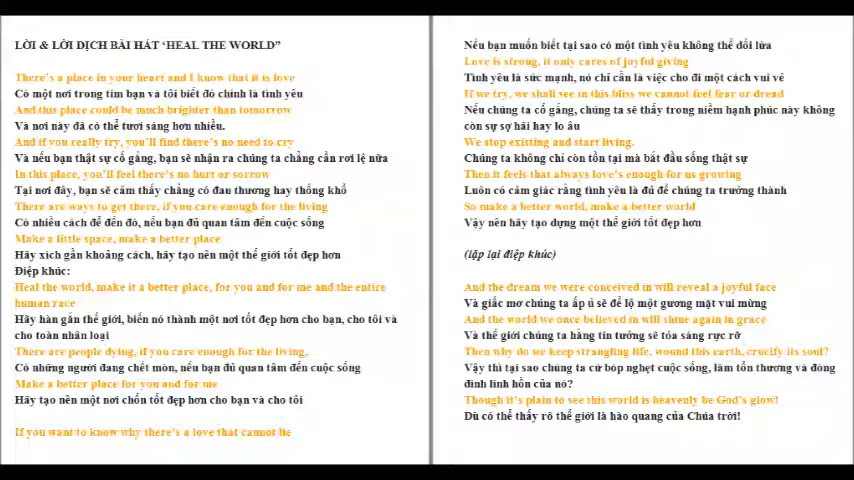 LỜI & LỜI DỊCH BÀI HÁT ‘HEAL THE WORLD”
There's a place in your heart and I know that it is love
Có một nơi trong tim bạn và tôi biết đó chính là tình yêu
And this place could be much brighter than tomorrow
Và nơi này đã có thể tươi sáng hơn nhiều.
And if you really try, you'll find there's no need to cry
Và nếu bạn thật sự cố gắng, bạn sẽ nhận ra chúng ta chẳng cần rơi lệ nữa
In this place, you'll feel there's no hurt or sorrow
Tại nơi đây, bạn sẽ cảm thấy chẳng có đau thương hay thống khổ
There are ways to get there, if you care enough for the living
Có nhiều cách để đến đó, nếu bạn đủ quan tâm đến cuộc sống
Make a little space, make a better place
Hãy xích gần khoảng cách, hãy tạo nên một thế giới tốt đẹp hơn
Điệp khúc:
Heal the world, make it a better place, for you and for me and the entire
human race
Hãy hàn gắn thế giới, biến nó thành một nơi tốt đẹp hơn cho bạn, cho tôi và
cho toàn nhân loại
There are people dying, if you care enough for the living,
Có những người đang chết mòn, nếu bạn đủ quan tâm đến cuộc sống
Make a better place for you and for me
Hãy tạo nên một nơi chốn tốt đẹp hơn cho bạn và cho tôi
If you want to know why there's a love that cannot lie
Nếu bạn muốn biết tại sao có một tình yêu không thể dối lừa
Love is strong, it only cares of joyful giving
Tình yêu là sức mạnh, nó chỉ cần là việc cho đi một cách vui vẻ
If we try, we shall see in this bliss we cannot feel fear or dread
Nếu chúng ta cố gắng, chúng ta sẽ thấy trong niềm hạnh phúc này không
còn sự sợ hãi hay lo âu
We stop existing and start living.
Chúng ta không chỉ còn tồn tại mà bắt đầu sống thật sự
Then it feels that always love's enough for us growing
Luôn có cảm giác rằng tình yêu là đủ để chúng ta trưởng thành
So make a better world, make a better world
Vậy nên hãy tạo dựng một thế giới tốt đẹp hơn
(lặp lại điệp khúc)
And the dream we were conceived in will reveal a joyful face
Và giấc mơ chúng ta ấp ủ sẽ để lộ một gương mặt vui mừng
And the world we once believed in will shine again in grace
Và thế giới chúng ta hằng tin tưởng sẽ tỏa sáng rực rỡ
Then why do we keep strangling life, wound this earth, crucify its soul?
Vậy thì tại sao chúng ta cứ bóp nghẹt cuộc sống, làm tổn thương và đóng
đinh linh hồn của nó?
Though it's plain to see this world is heavenly be God's glow!
Dù có thể thấy rõ thế giới là hào quang của Chúa trời!